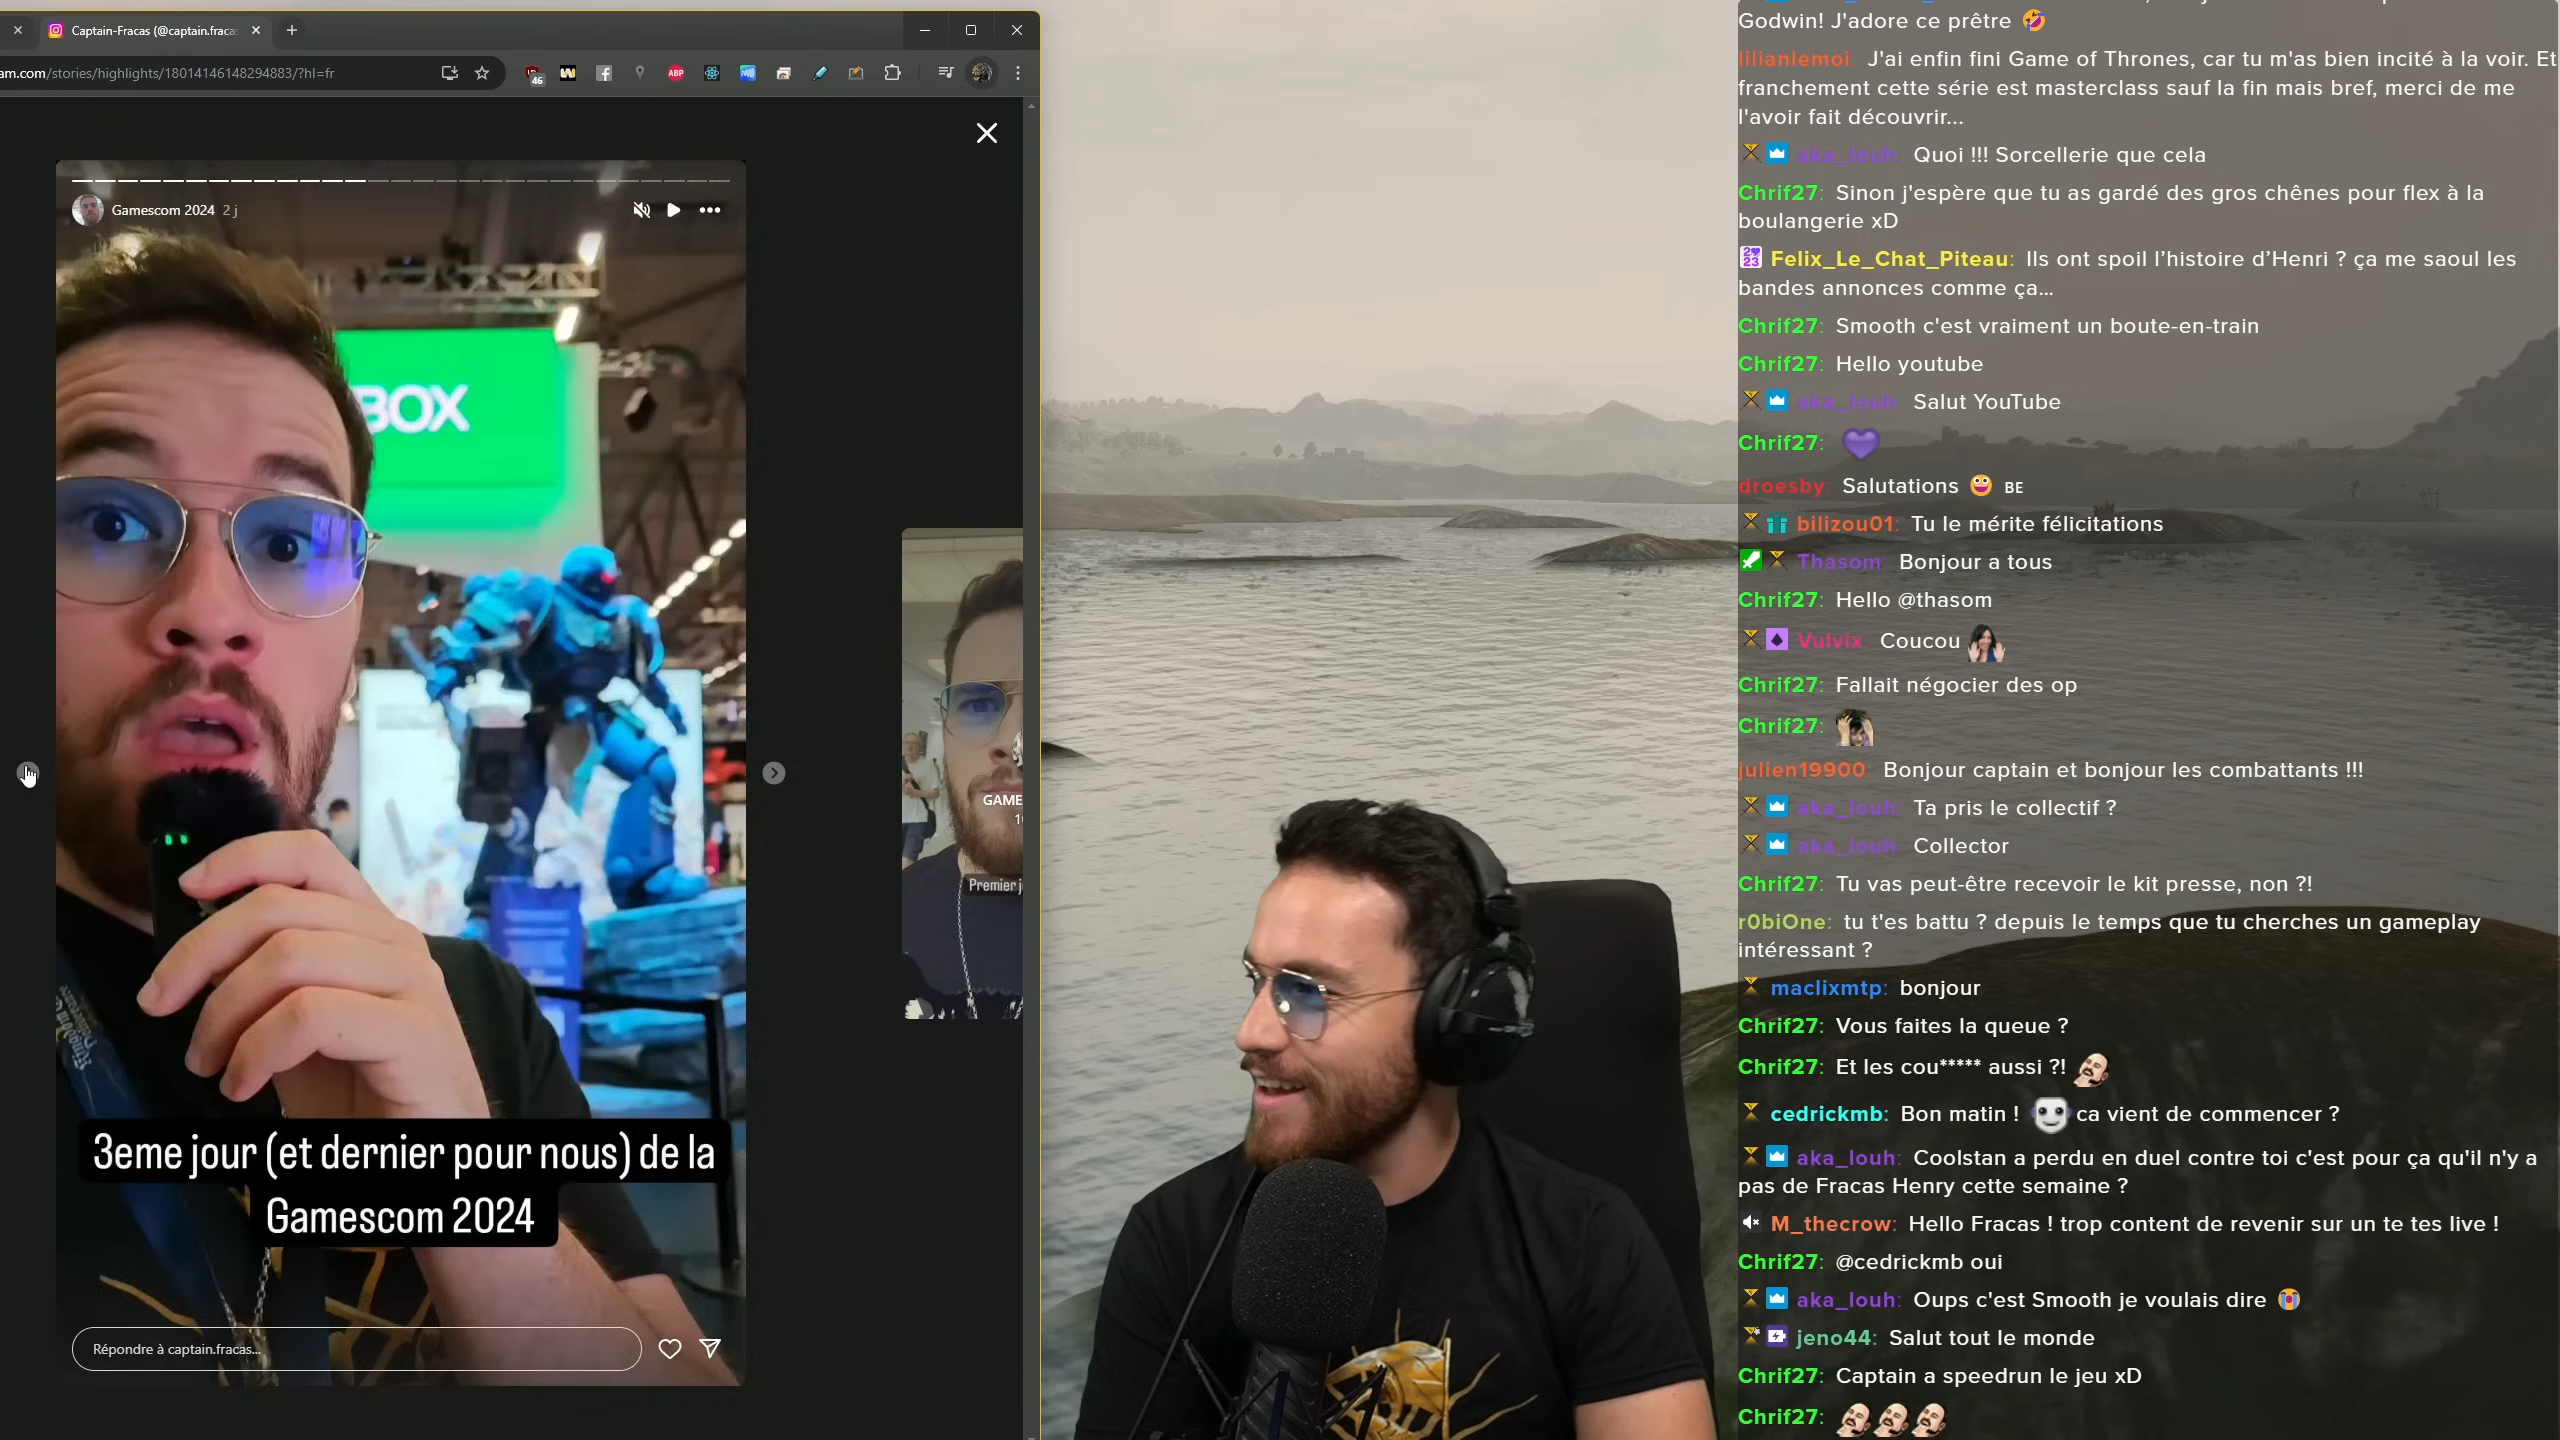 Captain-Fracas (@captain.fraca
am.com/stories/highlights/18014146148294883/?hl=fr
46
ABP
Gamescom 2024 2 j
BOX
Kingdom
3eme jour (et dernier pour nous) de la
Gamescom 2024
Répondre à captain.fracas...
GAME
Premier j
Godwin! J'adore ce prêtre
lilianlemoi: J'ai enfin fini Game of Thrones, car tu m'as bien incité à la voir. Et
franchement cette série est masterclass sauf la fin mais bref, merci de me
l'avoir fait découvrir...
aka_louh: Quoi !!! Sorcellerie que cela
Chrif27: Sinon j'espère que tu as gardé des gros chênes pour flex à la
boulangerie xD
Felix_Le_Chat_Piteau: Ils ont spoil l’histoire d’Henri ? ça me saoul les
bandes annonces comme ça...
Chrif27: Smooth c'est vraiment un boute-en-train
Chrif27: Hello youtube
aka_louh: Salut YouTube
Chrif27:
droesby: Salutations BE
bilizou01: Tu le mérite félicitations
Thasom: Bonjour a tous
Chrif27: Hello @thasom
Vulvix: Coucou
Chrif27: Fallait négocier des op
Chrif27:
julien19900: Bonjour captain et bonjour les combattants !!!
aka_louh: Ta pris le collectif ?
aka_louh: Collector
Chrif27: Tu vas peut-être recevoir le kit presse, non ?!
r0biOne: tu t'es battu ? depuis le temps que tu cherches un gameplay
intéressant ?
maclixmtp: bonjour
Chrif27: Vous faites la queue ?
Chrif27: Et les cou***** aussi ?!
cedrickmb: Bon matin ! ca vient de commencer ?
aka_louh: Coolstan a perdu en duel contre toi c'est pour ça qu'il n'y a
pas de Fracas Henry cette semaine ?
M_thecrow: Hello Fracas ! trop content de revenir sur un te tes live !
Chrif27: @cedrickmb oui
aka_louh: Oups c'est Smooth je voulais dire
jeno44: Salut tout le monde
Chrif27: Captain a speedrun le jeu xD
Chrif27: